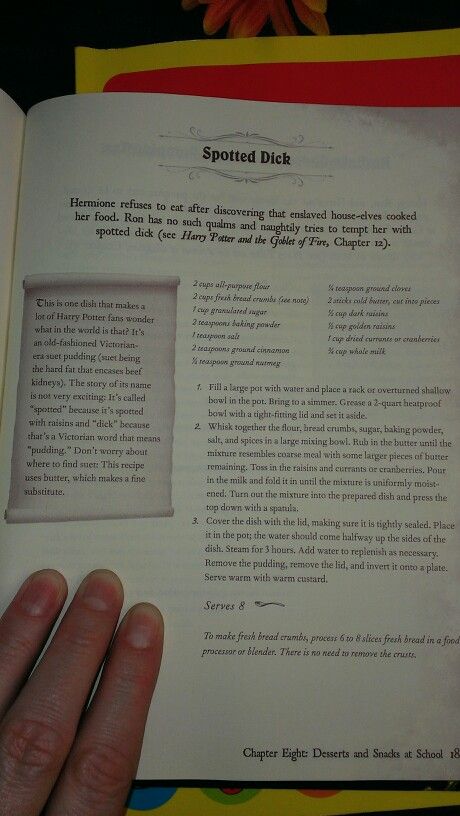 Spotted Dick
Hermione refuses to eat after discovering that enslaved house-elves cooked
her food. Ron has no such qualms and naughtily tries to tempt her with
spotted dick (see Harry Potter and the Goblet of Fire, Chapter 12).
This is one dish that makes a
lot of Harry Potter fans wonder
what in the world is that? It's
an old-fashioned Victorian-
era suet pudding (suet being
the hard fat that encases beef
kidneys). The story of its name
is not very exciting: It's called
"spotted" because it's spotted
with raisins and "dick" because
that's a Victorian word that means
"pudding." Don't worry about
where to find suet: This recipe
uses butter, which makes a fine
substitute.
2 cups all-purpose flour
2 cups fresh bread crumbs (see note)
1 cup granulated sugar
2 teaspoons baking powder
1 teaspoon salt
2 teaspoons ground cinnamon
teaspoon ground nutmeg
teaspoon ground cloves
2 sticks cold butter, cut into pieces
½ cup dark raisins
½ cup golden raisins
1 cup dried currants or cranberries
¾ cup whole milk
1. Fill a large pot with water and place a rack or overturned shallow
bowl in the pot. Bring to a simmer. Grease a 2-quart heatproof
bowl with a tight-fitting lid and set it aside.
2. Whisk together the flour, bread crumbs, sugar, baking powder,
salt, and spices in a large mixing bowl. Rub in the butter until the
mixture resembles coarse meal with some larger pieces of butter
remaining. Toss in the raisins and currants or cranberries. Pour
in the milk and fold it in until the mixture is uniformly moist-
ened. Turn out the mixture into the prepared dish and press the
top down with a spatula.
3. Cover the dish with the lid, making sure it is tightly sealed. Place
it in the pot; the water should come halfway up the sides of the
dish. Steam for 3 hours. Add water to replenish as necessary.
Remove the pudding, remove the lid, and invert it onto a plate.
Serve warm with warm custard.
Serves 8
To make fresh bread crumbs, process 6 to 8 slices fresh bread in a food
processor or blender. There is no need to remove the crusts.
Chapter Eight: Desserts and Snacks at School 18